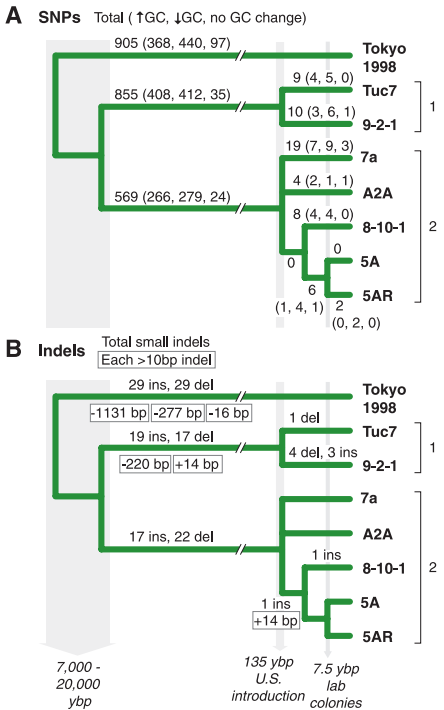 A SNPs Total (↑GC, ↓GC, no GC change)
905 (368, 440, 97)
Tokyo
1998
9 (4, 5, 0)
Tuc7
855 (408, 412, 35)
1
10 (3, 6, 1)
9-2-1
19 (7, 9, 3)
7a
4 (2, 1, 1)
A2A
569 (266, 279, 24)
2
8 (4, 4, 0)
8-10-1
0
0
5A
6
(1, 4, 1)
5AR
2
(0, 2, 0)
B Indels Total small indels
Each >10bp indel
29 ins, 29 del
Tokyo
1998
-1131 bp -277 bp -16 bp
1 del
Tuc7
19 ins, 17 del
1
4 del, 3 ins
9-2-1
-220 bp +14 bp
7a
A2A
17 ins, 22 del
2
1 ins
8-10-1
1 ins
5A
+14 bp
5AR
7,000 -
20,000
ybp
135 ybp
U.S.
introduction
7.5 ybp
lab
colonies